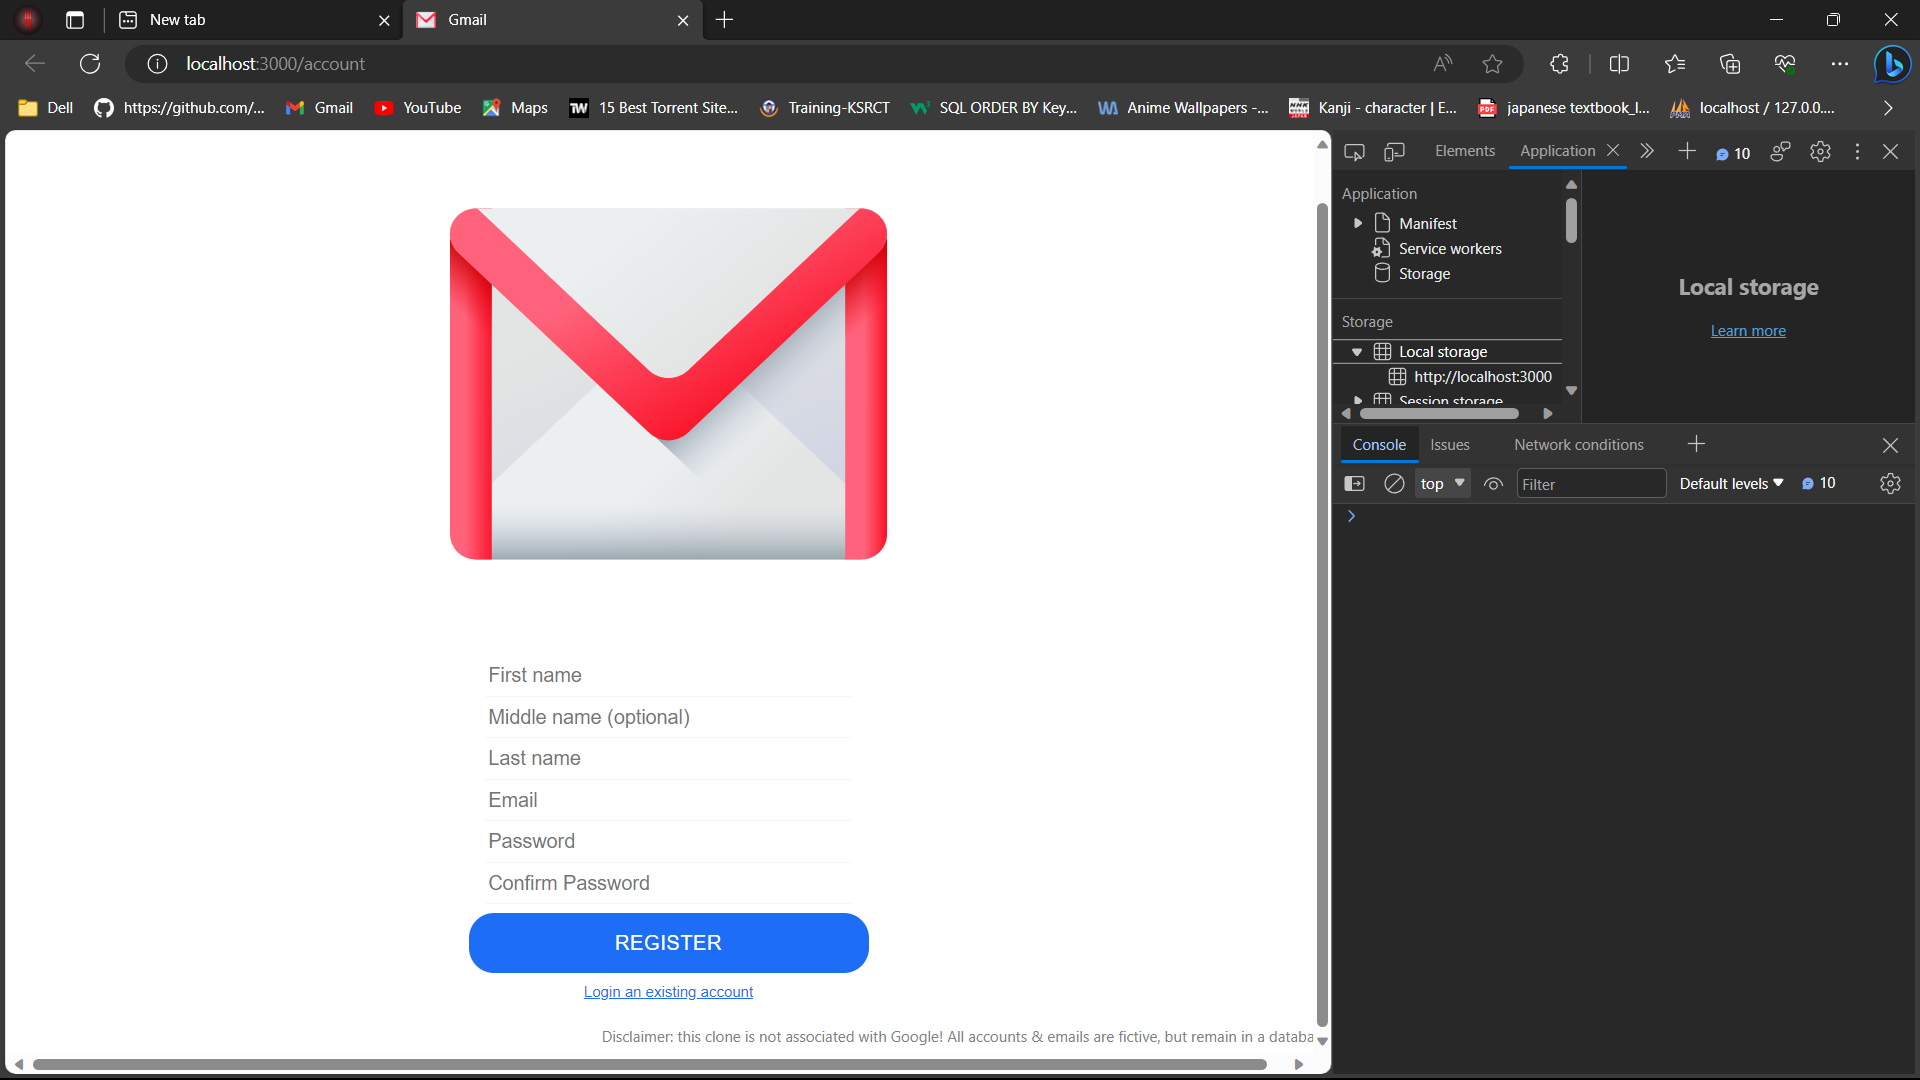 New tab
Gmail
localhost:3000/account
Dell
https://github.com/...
Gmail
YouTube
Maps
15 Best Torrent Site...
Training-KSRCT
SQL ORDER BY Key...
Anime Wallpapers -...
Kanji - character | E...
japanese textbook_l...
localhost / 127.0.0....
Elements
Application
10
Application
Manifest
Service workers
Storage
Storage
Local storage
http://localhost:3000
Session storage
Local storage
Learn more
Console
Issues
Network conditions
top
Filter
Default levels
10
First name
Middle name (optional)
Last name
Email
Password
Confirm Password
REGISTER
Login an existing account
Disclaimer: this clone is not associated with Google! All accounts & emails are fictive, but remain in a databa